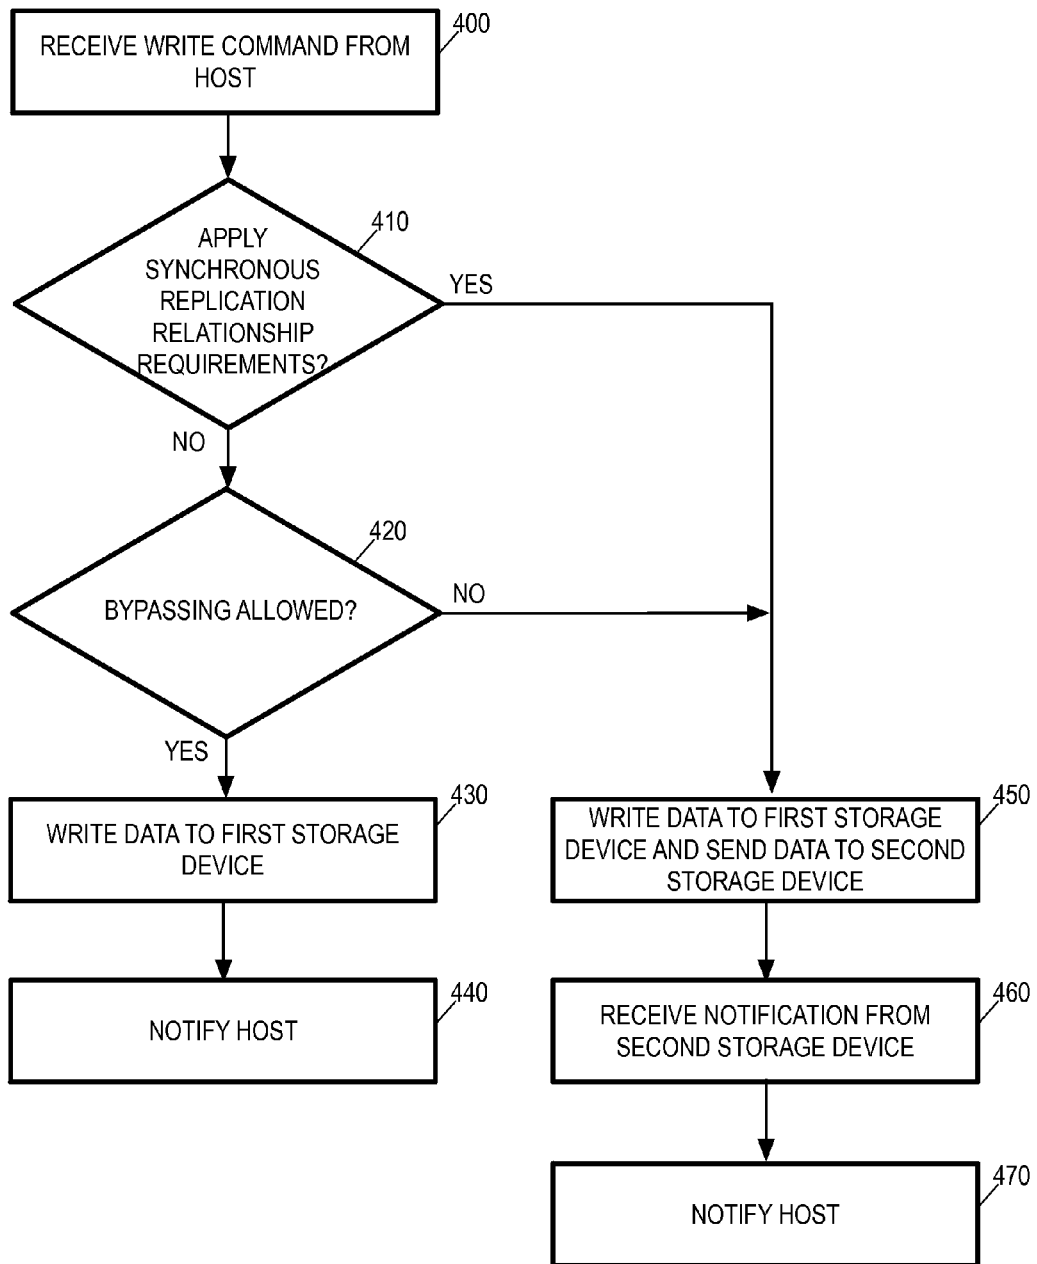 400
RECEIVE WRITE COMMAND FROM
HOST
410
APPLY
SYNCHRONOUS
REPLICATION
RELATIONSHIP
REQUIREMENTS?
YES
NO
420
BYPASSING ALLOWED?
NO
YES
430
WRITE DATA TO FIRST STORAGE
DEVICE
450
WRITE DATA TO FIRST STORAGE
DEVICE AND SEND DATA TO SECOND
STORAGE DEVICE
440
NOTIFY HOST
460
RECEIVE NOTIFICATION FROM
SECOND STORAGE DEVICE
470
NOTIFY HOST